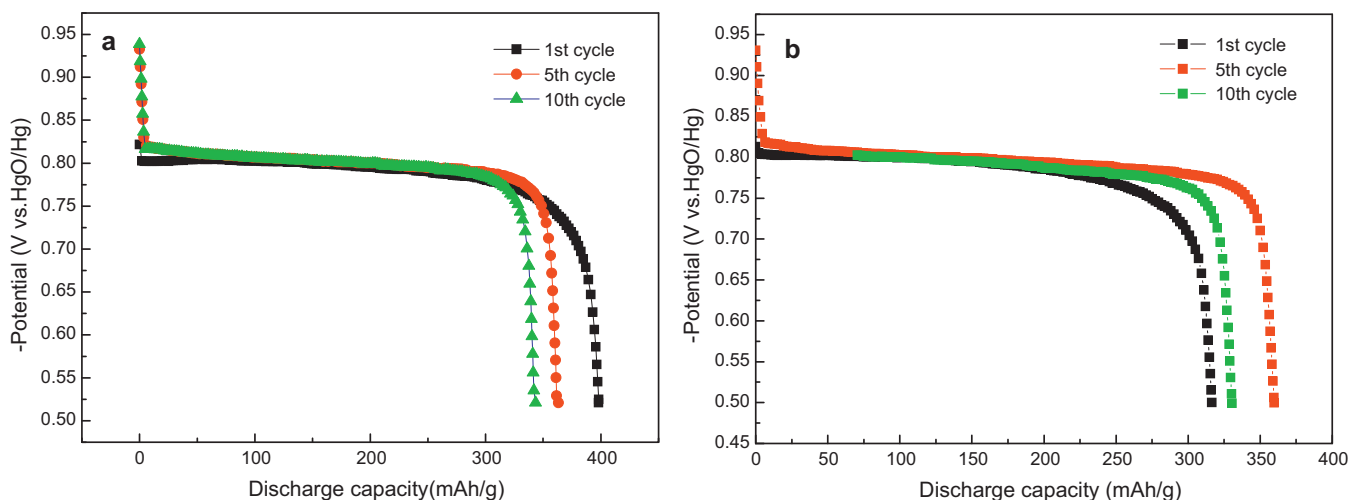 a
1st cycle
5th cycle
10th cycle
-Potential (V vs.HgO/Hg)
0.95
0.90
0.85
0.80
0.75
0.70
0.65
0.60
0.55
0.50
0 100 200 300 400
Discharge capacity(mAh/g)
b
1st cycle
5th cycle
10th cycle
-Potential (V vs.HgO/Hg)
0.95
0.90
0.85
0.80
0.75
0.70
0.65
0.60
0.55
0.50
0.45
0 50 100 150 200 250 300 350 400
Discharge capacity (mAh/g)